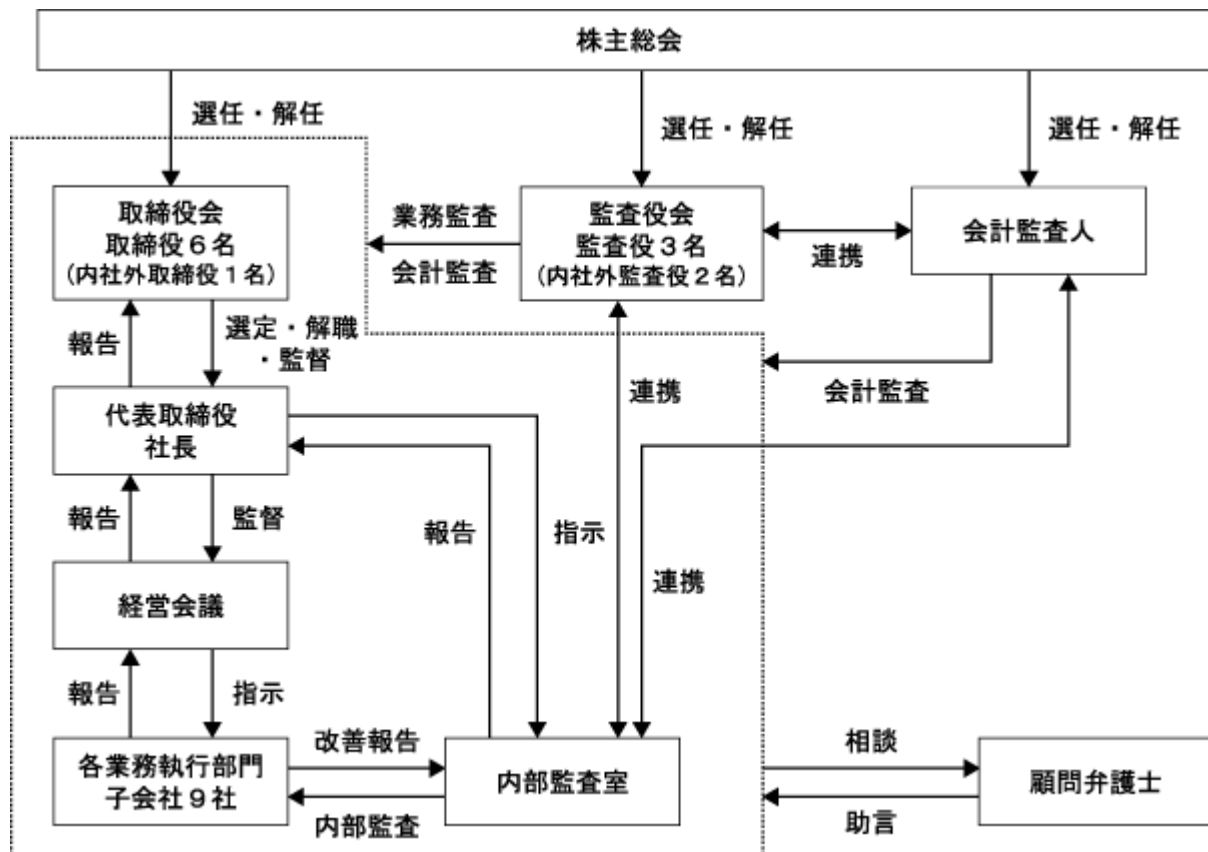 株主総会
選任・解任
選任・解任
選任・解任
取締役会
取締役6名
(内社外取締役1名)
業務監査
会計監査
監査役会
監査役3名
(内社外監査役2名)
連携
会計監査人
報告
選定・解職
・監督
会計監査
代表取締役
社長
連携
報告
監督
報告
指示
連携
経営会議
報告
指示
各業務執行部門
子会社9社
改善報告
内部監査
内部監査室
相談
助言
顧問弁護士